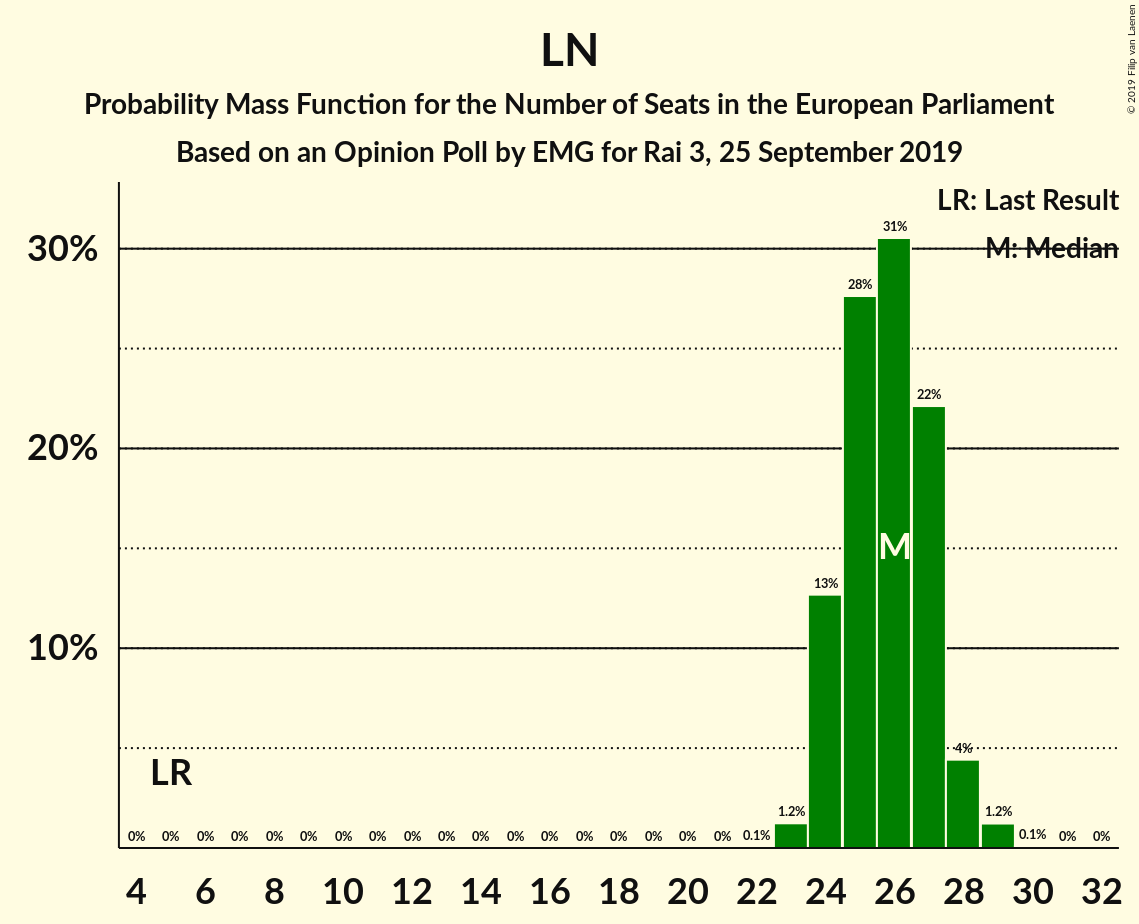 LN
Probability Mass Function for the Number of Seats in the European Parliament
Based on an Opinion Poll by EMG for Rai 3, 25 September 2019
© 2019 Filip van Laenen
LR: Last Result
M: Median
30%
20%
10%
31%
28%
22%
13%
M
4%
LR
0% 0% 0% 0% 0% 0% 0% 0% 0% 0% 0% 0% 0% 0% 0% 0% 0% 0% 0.1% 1.2% 1.2% 0.1% 0% 0%
4 6 8 10 12 14 16 18 20 22 24 26 28 30 32